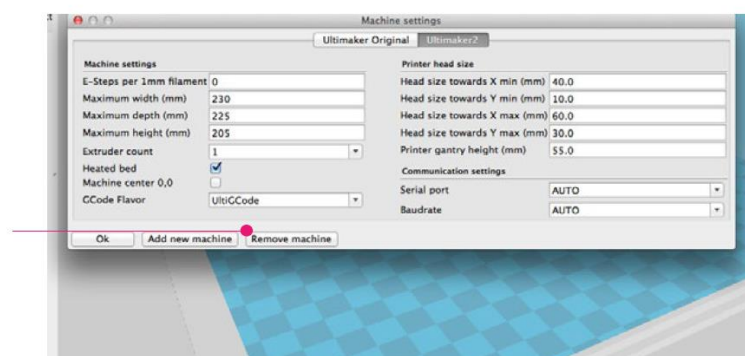 Machine settings
Ultimaker Original Ultimaker2
Machine settings
E-Steps per 1mm filament 0
Maximum width (mm) 230
Maximum depth (mm) 225
Maximum height (mm) 205
Extruder count 1
Heated bed
Machine center 0,0
GCode Flavor UltiGCode
Printer head size
Head size towards X min (mm) 40.0
Head size towards Y min (mm) 10.0
Head size towards X max (mm) 60.0
Head size towards Y max (mm) 30.0
Printer gantry height (mm) 55.0
Communication settings
Serial port AUTO
Baudrate AUTO
Ok Add new machine Remove machine